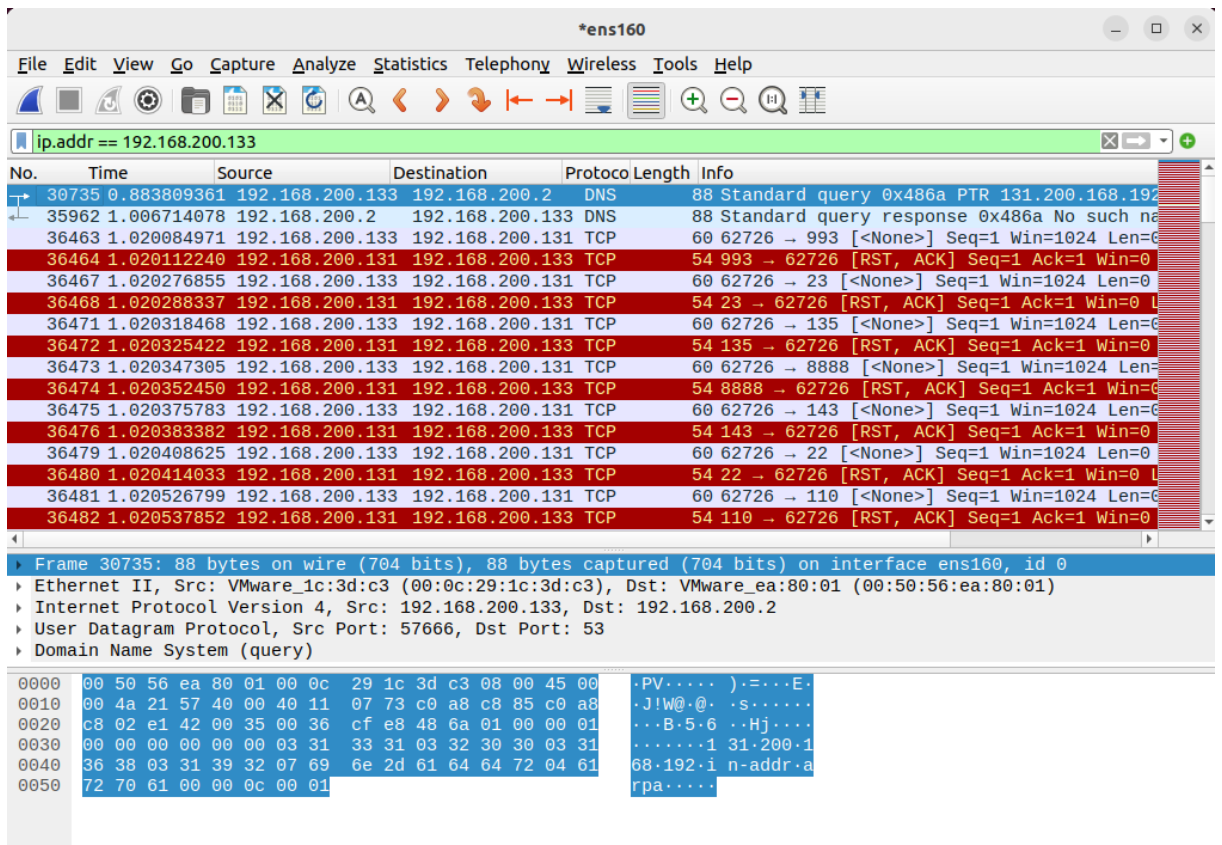 *ens160
File Edit View Go Capture Analyze Statistics Telephony Wireless Tools Help
ip.addr == 192.168.200.133
No. Time Source Destination Protoco Length Info
30735 0.883809361 192.168.200.133 192.168.200.2 DNS 88 Standard query 0x486a PTR 131.200.168.192
35962 1.006714078 192.168.200.2 192.168.200.133 DNS 88 Standard query response 0x486a No such na
36463 1.020084971 192.168.200.133 192.168.200.131 TCP 60 62726 → 993 [<None>] Seq=1 Win=1024 Len=0
36464 1.020112240 192.168.200.131 192.168.200.133 TCP 54 993 → 62726 [RST, ACK] Seq=1 Ack=1 Win=0
36467 1.020276855 192.168.200.133 192.168.200.131 TCP 60 62726 → 23 [<None>] Seq=1 Win=1024 Len=0
36468 1.020288337 192.168.200.131 192.168.200.133 TCP 54 23 → 62726 [RST, ACK] Seq=1 Ack=1 Win=0 L
36471 1.020318468 192.168.200.133 192.168.200.131 TCP 60 62726 → 135 [<None>] Seq=1 Win=1024 Len=0
36472 1.020325422 192.168.200.131 192.168.200.133 TCP 54 135 → 62726 [RST, ACK] Seq=1 Ack=1 Win=0
36473 1.020347305 192.168.200.133 192.168.200.131 TCP 60 62726 → 8888 [<None>] Seq=1 Win=1024 Len=
36474 1.020352450 192.168.200.131 192.168.200.133 TCP 54 8888 → 62726 [RST, ACK] Seq=1 Ack=1 Win=0
36475 1.020375783 192.168.200.133 192.168.200.131 TCP 60 62726 → 143 [<None>] Seq=1 Win=1024 Len=0
36476 1.020383382 192.168.200.131 192.168.200.133 TCP 54 143 → 62726 [RST, ACK] Seq=1 Ack=1 Win=0
36479 1.020408625 192.168.200.133 192.168.200.131 TCP 60 62726 → 22 [<None>] Seq=1 Win=1024 Len=0
36480 1.020414033 192.168.200.131 192.168.200.133 TCP 54 22 → 62726 [RST, ACK] Seq=1 Ack=1 Win=0 L
36481 1.020526799 192.168.200.133 192.168.200.131 TCP 60 62726 → 110 [<None>] Seq=1 Win=1024 Len=0
36482 1.020537852 192.168.200.131 192.168.200.133 TCP 54 110 → 62726 [RST, ACK] Seq=1 Ack=1 Win=0
Frame 30735: 88 bytes on wire (704 bits), 88 bytes captured (704 bits) on interface ens160, id 0
Ethernet II, Src: VMware_1c:3d:c3 (00:0c:29:1c:3d:c3), Dst: VMware_ea:80:01 (00:50:56:ea:80:01)
Internet Protocol Version 4, Src: 192.168.200.133, Dst: 192.168.200.2
User Datagram Protocol, Src Port: 57666, Dst Port: 53
Domain Name System (query)
0000 00 50 56 ea 80 01 00 0c 29 1c 3d c3 08 00 45 00 ·PV····· )·=···E·
0010 00 4a 21 57 40 00 40 11 07 73 c0 a8 c8 85 c0 a8 ·J!W@·@· ·s······
0020 c8 02 e1 42 00 35 00 36 cf e8 48 6a 01 00 00 01 ···B·5·6 ··Hj····
0030 00 00 00 00 00 00 03 31 33 31 03 32 30 30 03 31 ·······1 31·200·1
0040 36 38 03 31 39 32 07 69 6e 2d 61 64 64 72 04 61 68·192·i n-addr·a
0050 72 70 61 00 00 0c 00 01 rpa·····